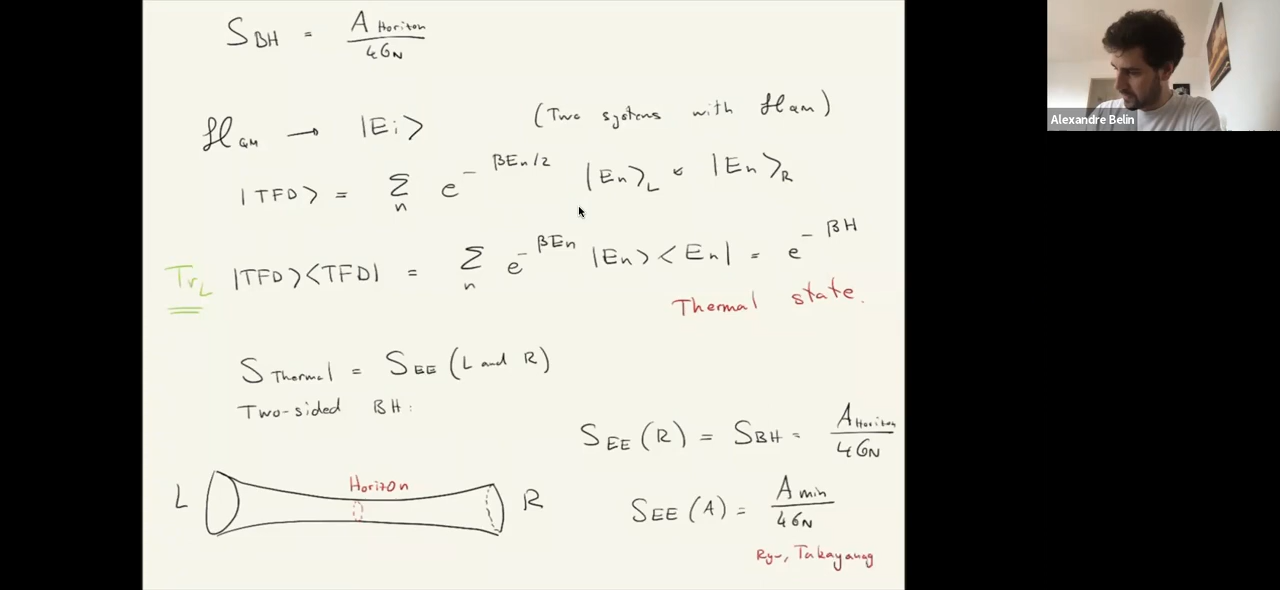 S_BH = A_Horizon / 4G_N
Ham → |E_i⟩ (Two systems with Ham)
|TFD⟩ = Σ_n e^{-βE_n/2} |E_n⟩_L ⊗ |E_n⟩_R
Tr_L |TFD⟩⟨TFD| = Σ_n e^{-βE_n} |E_n⟩⟨E_n| = e^{-βH}
Thermal state.
S_Thermal = S_EE (L and R)
Two-sided BH:
S_EE(R) = S_BH = A_Horizon / 4G_N
L Horizon R
S_EE(A) = A_min / 4G_N
Ryu, Takayanagi
Alexandre Belin